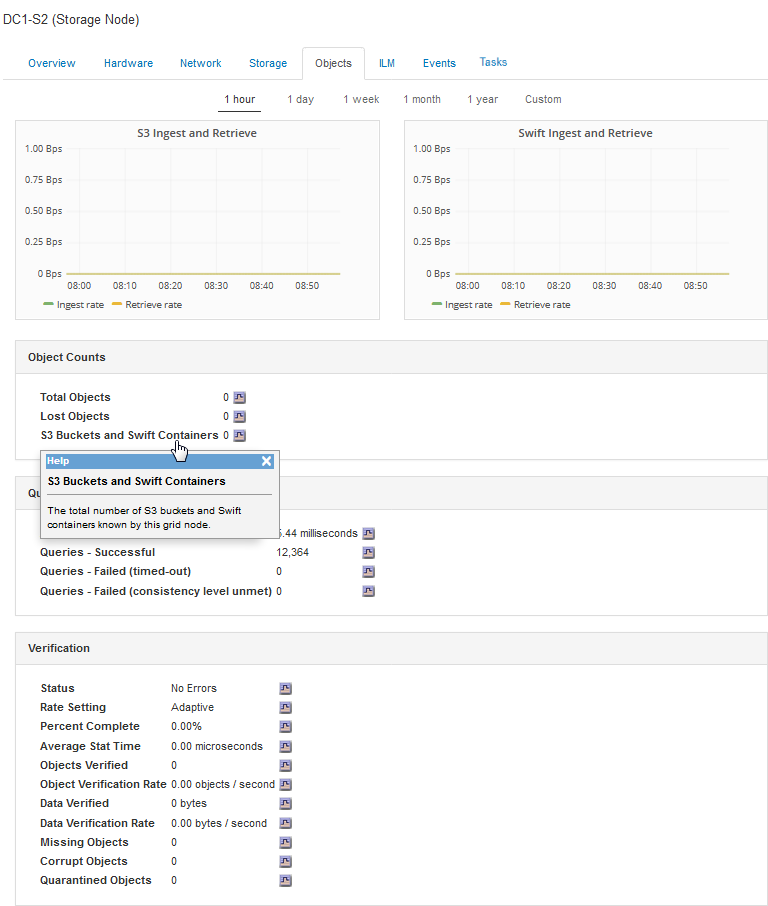 DC1-S2 (Storage Node)
Overview Hardware Network Storage Objects ILM Events Tasks
1 hour 1 day 1 week 1 month 1 year Custom
S3 Ingest and Retrieve
1.00 Bps
0.75 Bps
0.50 Bps
0.25 Bps
0 Bps
08:00 08:10 08:20 08:30 08:40 08:50
Ingest rate Retrieve rate
Swift Ingest and Retrieve
1.00 Bps
0.75 Bps
0.50 Bps
0.25 Bps
0 Bps
08:00 08:10 08:20 08:30 08:40 08:50
Ingest rate Retrieve rate
Object Counts
Total Objects 0
Lost Objects 0
S3 Buckets and Swift Containers 0
Help
S3 Buckets and Swift Containers
The total number of S3 buckets and Swift
containers known by this grid node.
.44 milliseconds
Queries - Successful 12,364
Queries - Failed (timed-out) 0
Queries - Failed (consistency level unmet) 0
Verification
Status No Errors
Rate Setting Adaptive
Percent Complete 0.00%
Average Stat Time 0.00 microseconds
Objects Verified 0
Object Verification Rate 0.00 objects / second
Data Verified 0 bytes
Data Verification Rate 0.00 bytes / second
Missing Objects 0
Corrupt Objects 0
Quarantined Objects 0